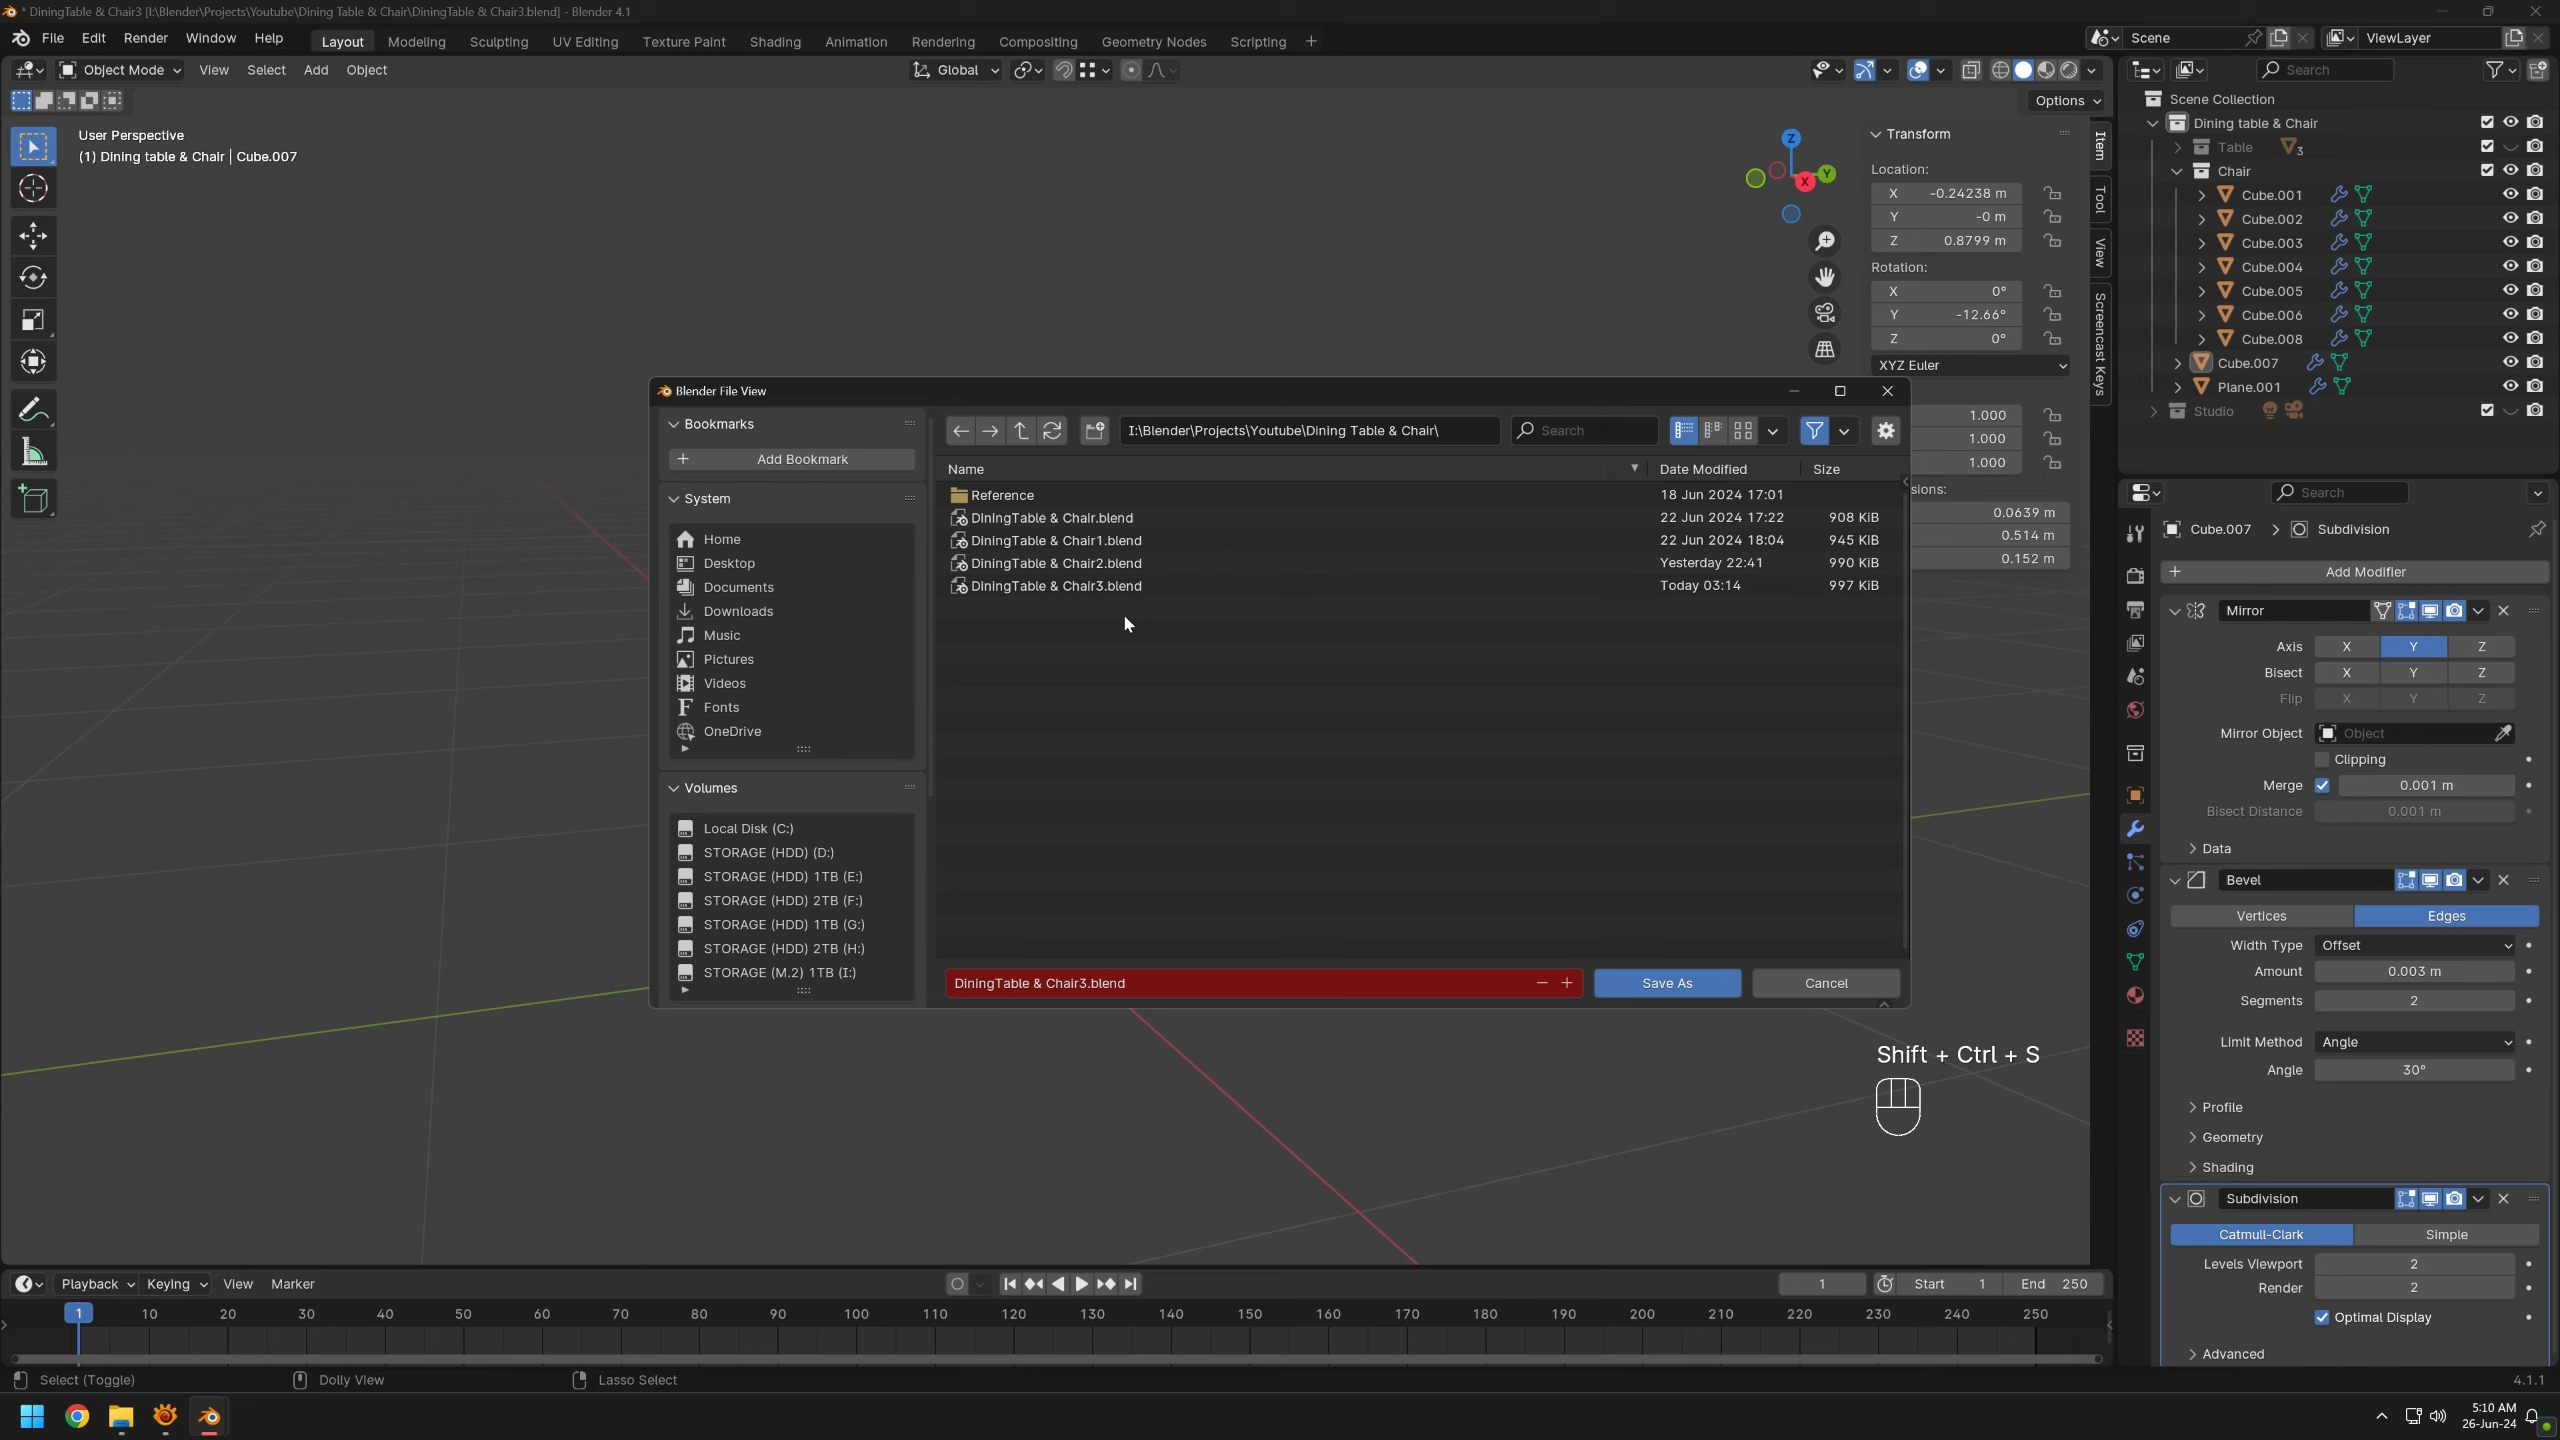 * DiningTable & Chair3 [I:\Blender\Projects\Youtube\Dining Table & Chair\DiningTable & Chair3.blend] - Blender 4.1
File Edit Render Window Help Layout Modeling Sculpting UV Editing Texture Paint Shading Animation Rendering Compositing Geometry Nodes Scripting + Scene ViewLayer
Object Mode View Select Add Object Global Search
Options
User Perspective
(1) Dining table & Chair | Cube.007
Z
Y
X
Transform
Location:
X -0.24238 m
Y -0 m
Z 0.8799 m
Rotation:
X 0°
Y -12.66°
Z 0°
XYZ Euler
1.000
1.000
1.000
sions:
0.0639 m
0.514 m
0.152 m
Item
Tool
View
Screencast Keys
Scene Collection
Dining table & Chair
Table 3
Chair
Cube.001
Cube.002
Cube.003
Cube.004
Cube.005
Cube.006
Cube.008
Cube.007
Plane.001
Studio
Blender File View
Bookmarks
Add Bookmark
System
Home
Desktop
Documents
Downloads
Music
Pictures
Videos
Fonts
OneDrive
Volumes
Local Disk (C:)
STORAGE (HDD) (D:)
STORAGE (HDD) 1TB (E:)
STORAGE (HDD) 2TB (F:)
STORAGE (HDD) 1TB (G:)
STORAGE (HDD) 2TB (H:)
STORAGE (M.2) 1TB (I:)
I:\Blender\Projects\Youtube\Dining Table & Chair\ Search
Name Date Modified Size
Reference 18 Jun 2024 17:01
DiningTable & Chair.blend 22 Jun 2024 17:22 908 KiB
DiningTable & Chair1.blend 22 Jun 2024 18:04 945 KiB
DiningTable & Chair2.blend Yesterday 22:41 990 KiB
DiningTable & Chair3.blend Today 03:14 997 KiB
DiningTable & Chair3.blend Save As Cancel
Shift + Ctrl + S
Search
Cube.007 > Subdivision
Add Modifier
Mirror
Axis X Y Z
Bisect X Y Z
Flip X Y Z
Mirror Object Object
Clipping
Merge 0.001 m
Bisect Distance 0.001 m
Data
Bevel
Vertices Edges
Width Type Offset
Amount 0.003 m
Segments 2
Limit Method Angle
Angle 30°
Profile
Geometry
Shading
Subdivision
Catmull-Clark Simple
Levels Viewport 2
Render 2
Optimal Display
Advanced
Playback Keying View Marker 1 Start 1 End 250
1 10 20 30 40 50 60 70 80 90 100 110 120 130 140 150 160 170 180 190 200 210 220 230 240 250
Select (Toggle) Dolly View Lasso Select 4.1.1
5:10 AM
26-Jun-24